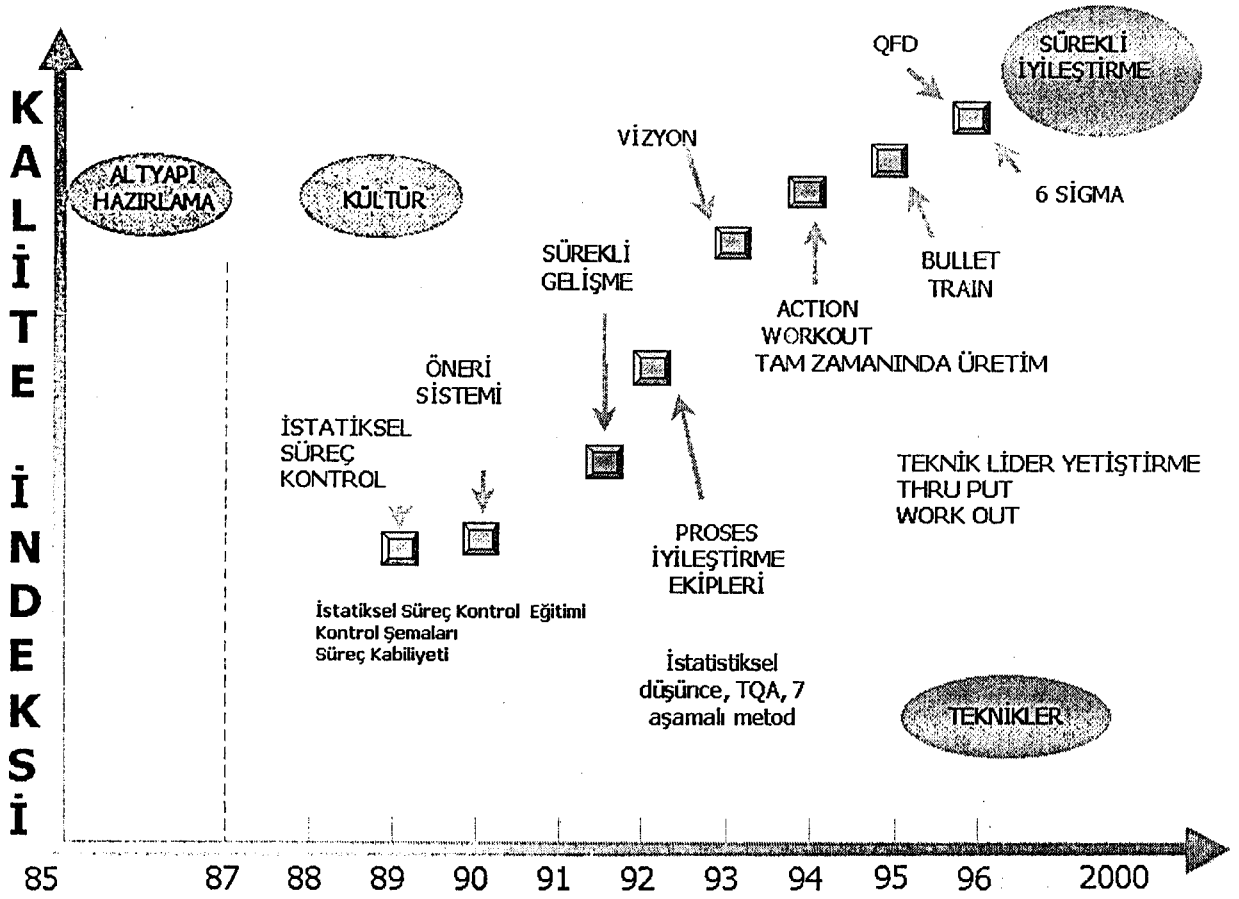 KALİTE İNDEKSİ
QFD
SÜREKLİ
İYİLEŞTİRME
VİZYON
ALTYAPI
HAZIRLAMA
KÜLTÜR
6 SİGMA
SÜREKLİ
GELİŞME
BULLET
TRAIN
ACTION
WORKOUT
TAM ZAMANINDA ÜRETİM
ÖNERİ
SİSTEMİ
İSTATİKSEL
SÜREÇ
KONTROL
TEKNİK LİDER YETİŞTİRME
THRU PUT
WORK OUT
PROSES
İYİLEŞTİRME
EKİPLERİ
İstatiksel Süreç Kontrol Eğitimi
Kontrol Şemaları
Süreç Kabiliyeti
İstatistiksel
düşünce, TQA, 7
aşamalı metod
TEKNIKLER
85 87 88 89 90 91 92 93 94 95 96 2000